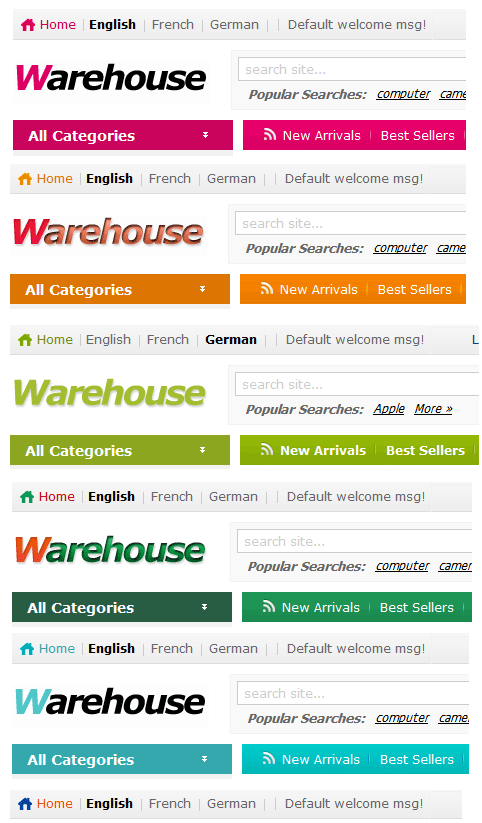 Home English French German Default welcome msg!
Warehouse search site...
Popular Searches: computer came
All Categories New Arrivals Best Sellers
Home English French German Default welcome msg!
Warehouse search site...
Popular Searches: computer came
All Categories New Arrivals Best Sellers
Home English French German Default welcome msg! L
Warehouse search site...
Popular Searches: Apple More »
All Categories New Arrivals Best Sellers
Home English French German Default welcome msg!
Warehouse search site...
Popular Searches: computer camer
All Categories New Arrivals Best Sellers
Home English French German Default welcome msg!
Warehouse search site...
Popular Searches: computer came
All Categories New Arrivals Best Sellers
Home English French German Default welcome msg!